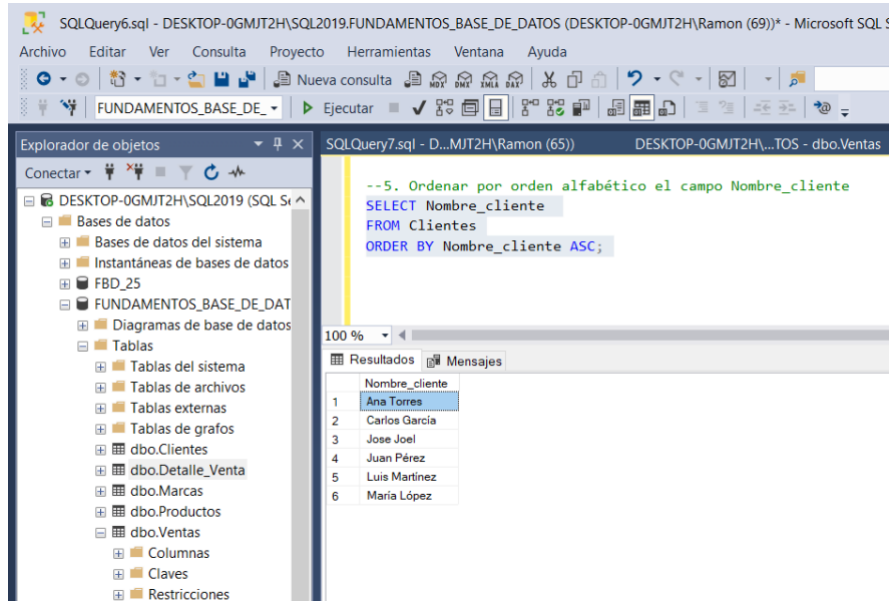 SQLQuery6.sql - DESKTOP-0GMJT2H\SQL2019.FUNDAMENTOS_BASE_DE_DATOS (DESKTOP-0GMJT2H\Ramon (69))* - Microsoft SQL S
Archivo Editar Ver Consulta Proyecto Herramientas Ventana Ayuda
Nueva consulta MDX DMX XMLA DAX
FUNDAMENTOS_BASE_DE_ Ejecutar
Explorador de objetos
Conectar
DESKTOP-0GMJT2H\SQL2019 (SQL Se
Bases de datos
Bases de datos del sistema
Instantáneas de bases de datos
FBD_25
FUNDAMENTOS_BASE_DE_DAT
Diagramas de base de datos
Tablas
Tablas del sistema
Tablas de archivos
Tablas externas
Tablas de grafos
dbo.Clientes
dbo.Detalle_Venta
dbo.Marcas
dbo.Productos
dbo.Ventas
Columnas
Claves
Restricciones
SQLQuery7.sql - D...MJT2H\Ramon (65)) DESKTOP-0GMJT2H\...TOS - dbo.Ventas
--5. Ordenar por orden alfabético el campo Nombre_cliente
SELECT Nombre_cliente
FROM Clientes
ORDER BY Nombre_cliente ASC;
100 %
Resultados Mensajes
Nombre_cliente
1 Ana Torres
2 Carlos García
3 Jose Joel
4 Juan Pérez
5 Luis Martínez
6 María López